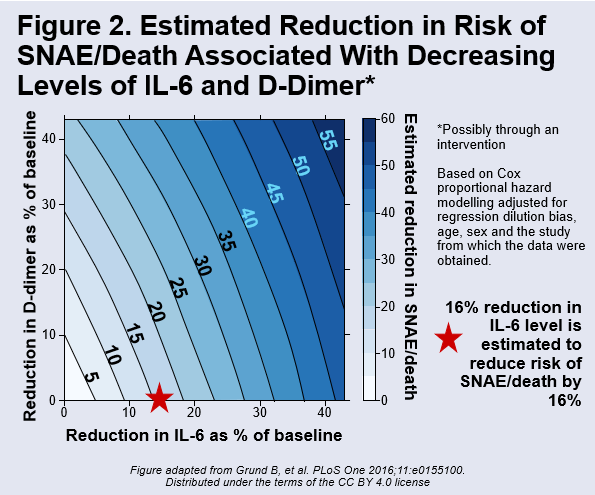 Figure 2. Estimated Reduction in Risk of
SNAE/Death Associated With Decreasing
Levels of IL-6 and D-Dimer*
Reduction in D-dimer as % of baseline
40
30
20
10
0
5
10
15
20
25
30
35
40
45
50
55
0
10
20
30
40
Reduction in IL-6 as % of baseline
60
50
40
30
20
10
0
Estimated reduction in SNAE/death
*Possibly through an
intervention
Based on Cox
proportional hazard
modelling adjusted for
regression dilution bias,
age, sex and the study
from which the data were
obtained.
16% reduction in
IL-6 level is
estimated to
reduce risk of
SNAE/death by
16%
Figure adapted from Grund B, et al. PLoS One 2016;11:e0155100.
Distributed under the terms of the CC BY 4.0 license